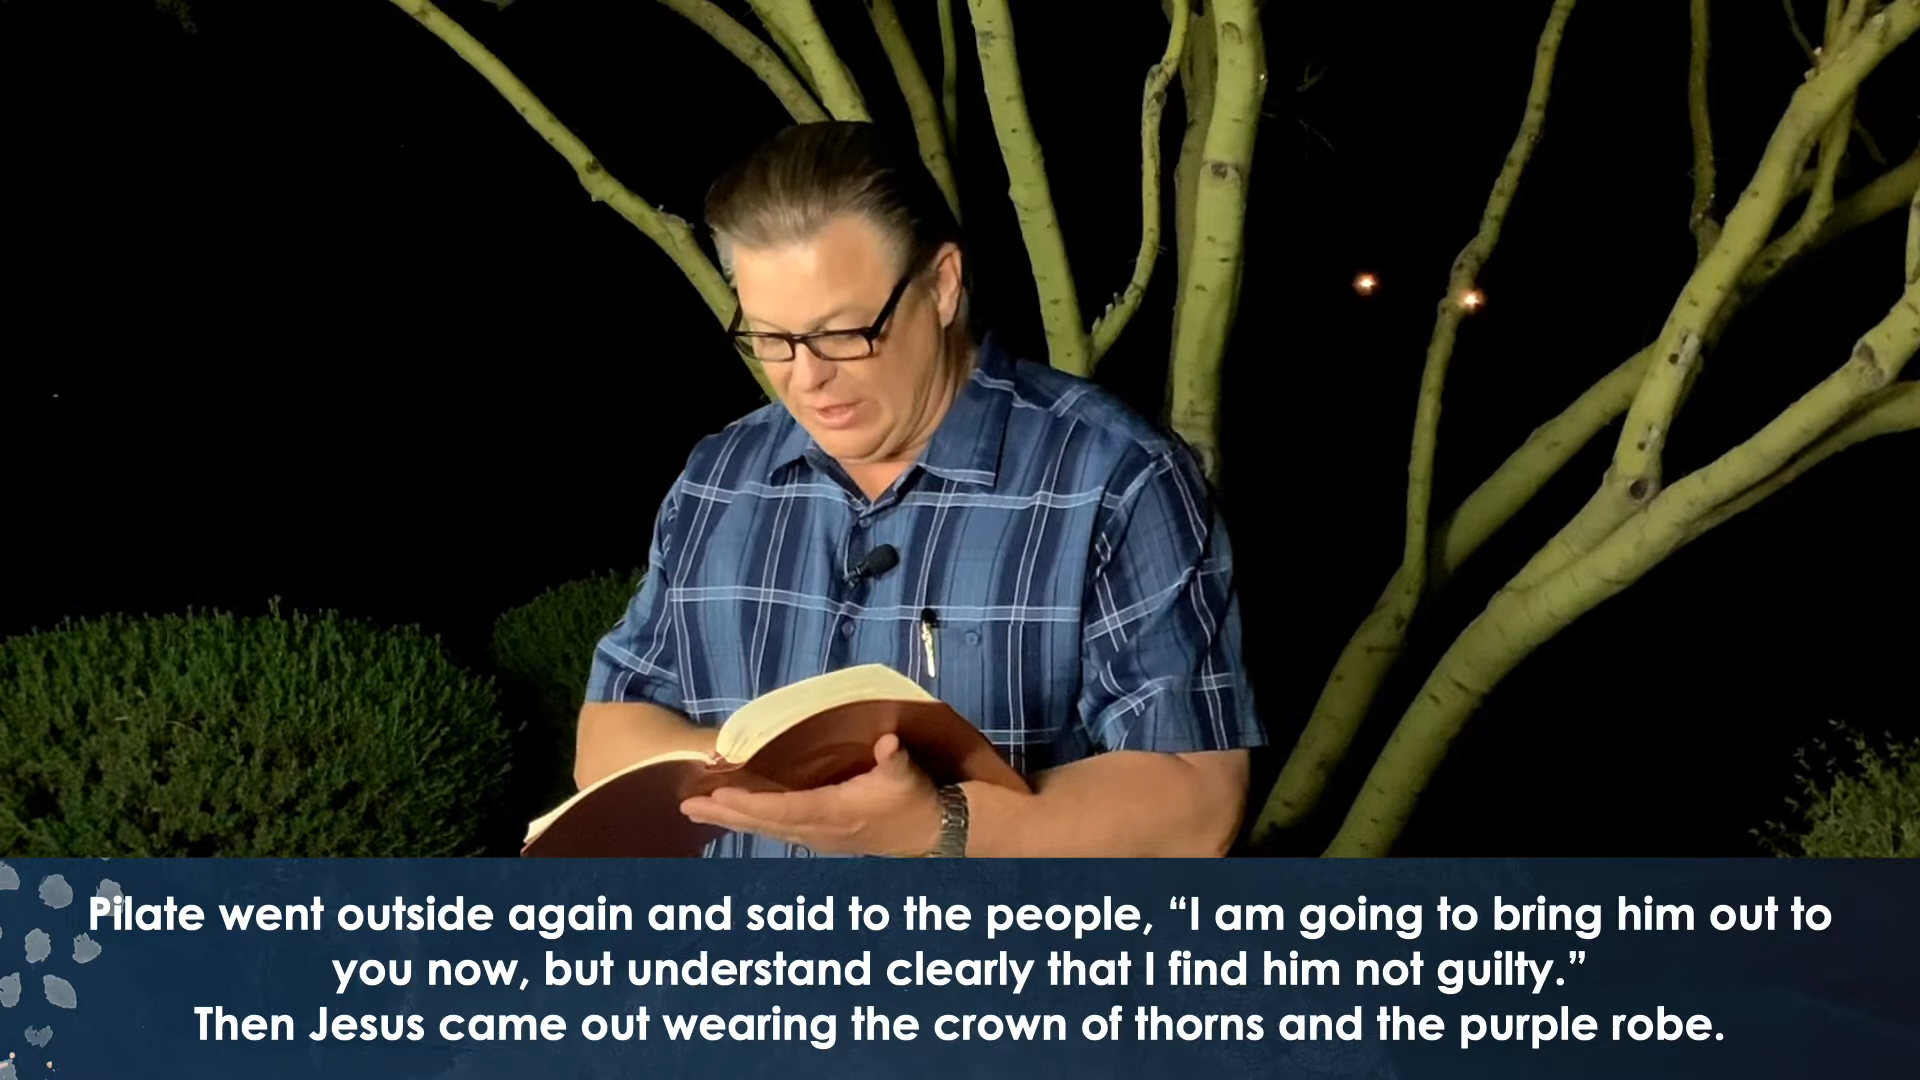 Pilate went outside again and said to the people, “I am going to bring him out to
you now, but understand clearly that I find him not guilty.”
Then Jesus came out wearing the crown of thorns and the purple robe.